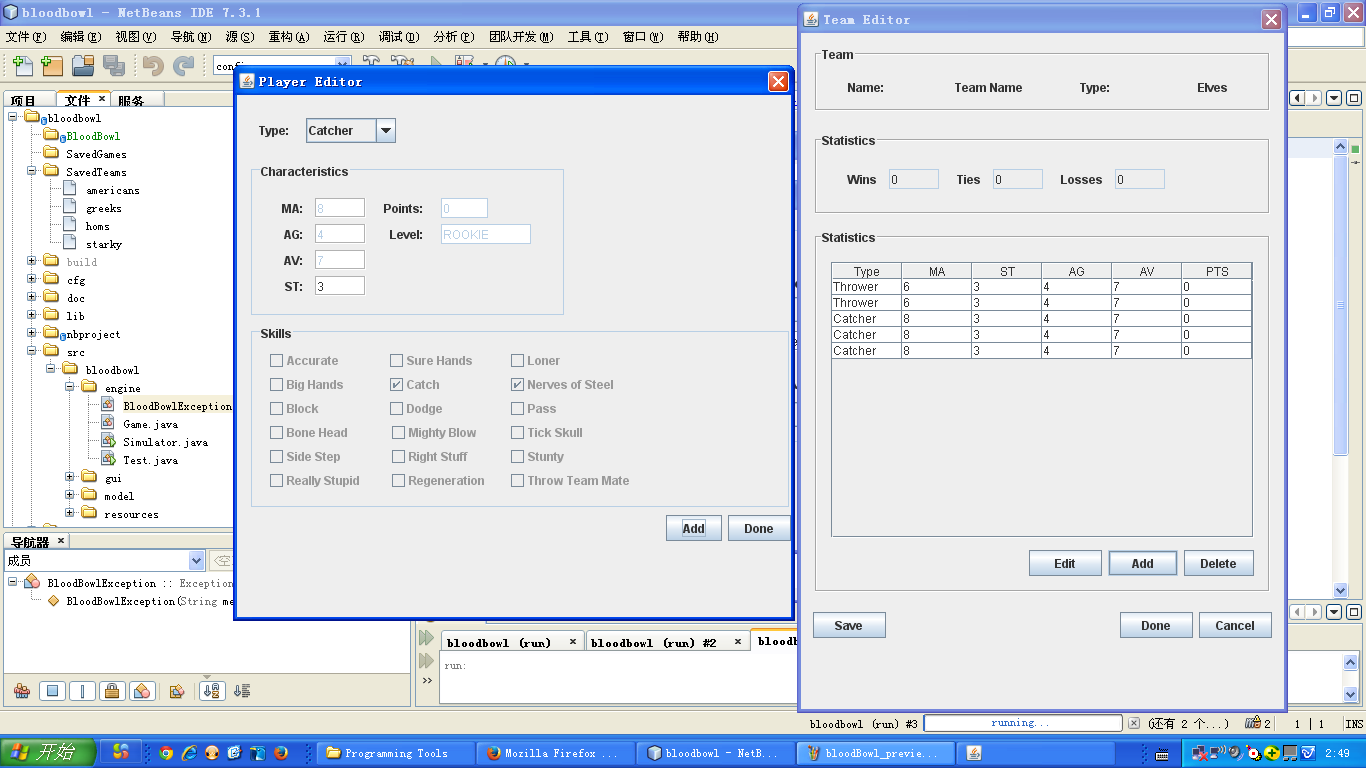 bloodbowl - NetBeans IDE 7.3.1
文件(F) 编辑(E) 视图(V) 导航(N) 源(S) 重构(A) 运行(R) 调试(D) 分析(P) 团队开发(M) 工具(T) 窗口(W) 帮助(H)
项目 文件 服务
bloodbowl
BloodBowl
SavedGames
SavedTeams
americans
greeks
homs
starky
build
cfg
doc
lib
nbproject
src
bloodbowl
engine
BloodBowlException
Game.java
Simulator.java
Test.java
gui
model
resources
导航器
成员
BloodBowlException :: Exception
BloodBowlException(String me
Player Editor
Type: Catcher
Characteristics
MA: 8 Points: 0
AG: 4 Level: ROOKIE
AV: 7
ST: 3
Skills
Accurate Sure Hands Loner
Big Hands Catch Nerves of Steel
Block Dodge Pass
Bone Head Mighty Blow Tick Skull
Side Step Right Stuff Stunty
Really Stupid Regeneration Throw Team Mate
Add Done
bloodbowl (run) bloodbowl (run) #2 bloodb
run:
Team Editor
Team
Name: Team Name Type: Elves
Statistics
Wins 0 Ties 0 Losses 0
Statistics
Type MA ST AG AV PTS
Thrower 6 3 4 7 0
Thrower 6 3 4 7 0
Catcher 8 3 4 7 0
Catcher 8 3 4 7 0
Catcher 8 3 4 7 0
Edit Add Delete
Save Done Cancel
bloodbowl (run) #3 running... (还有 2 个...) 2 1 | 1 INS
开始 Programming Tools Mozilla Firefox ... bloodbowl - NetB... bloodBowl_previe... 2:49